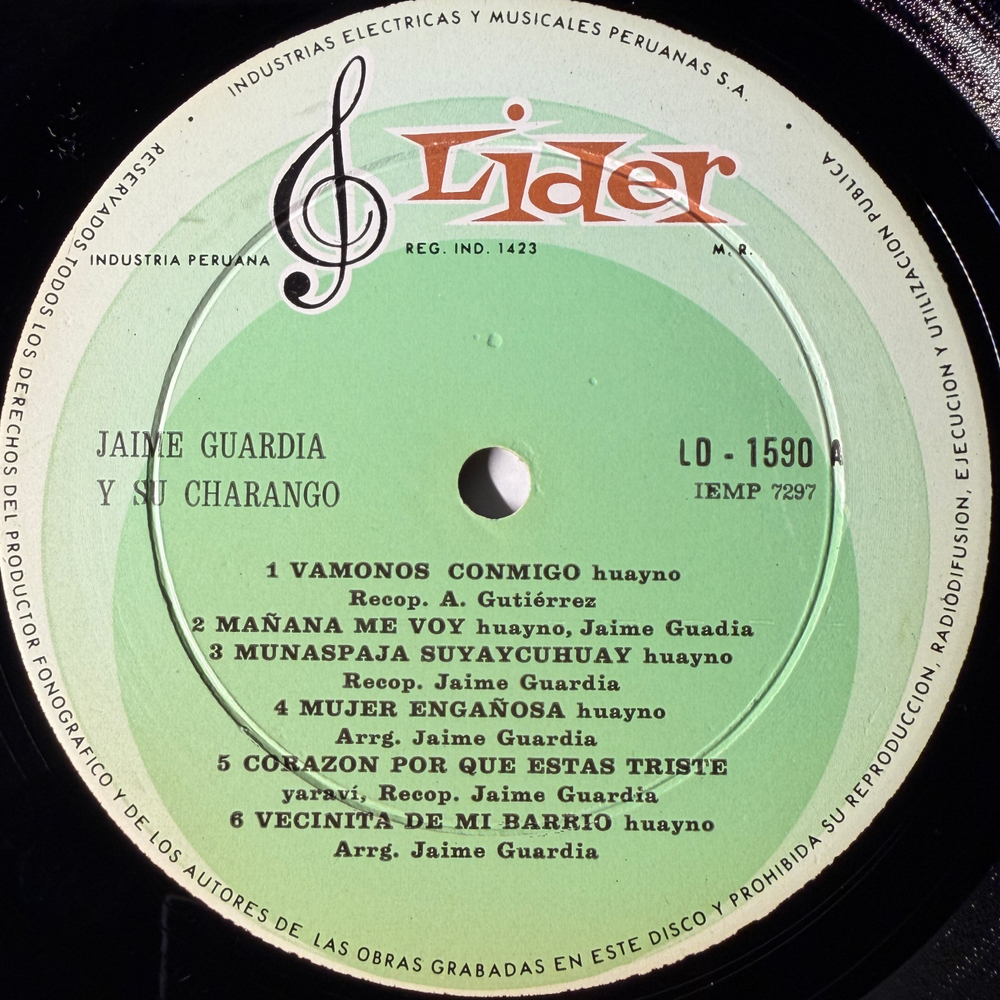 INDUSTRIAS ELECTRICAS Y MUSICALES PERUANAS S.A.
Lider
INDUSTRIA PERUANA
REG. IND. 1423
M. R.
JAIME GUARDIA
Y SU CHARANGO
LD - 1590 A
IEMP 7297
1 VAMONOS CONMIGO huayno
Recop. A. Gutiérrez
2 MAÑANA ME VOY huayno, Jaime Guadia
3 MUNASPAJA SUYAYCUHUAY huayno
Recop. Jaime Guardia
4 MUJER ENGAÑOSA huayno
Arrg. Jaime Guardia
5 CORAZON POR QUE ESTAS TRISTE
yaraví, Recop. Jaime Guardia
6 VECINITA DE MI BARRIO huayno
Arrg. Jaime Guardia
RESERVADOS TODOS LOS DERECHOS DEL PRODUCTOR FONOGRAFICO Y DE LOS AUTORES DE LAS OBRAS GRABADAS EN ESTE DISCO Y PROHIBIDA SU REPRODUCCION, RADIODIFUSION, EJECUCION Y UTILIZACION PUBLICA